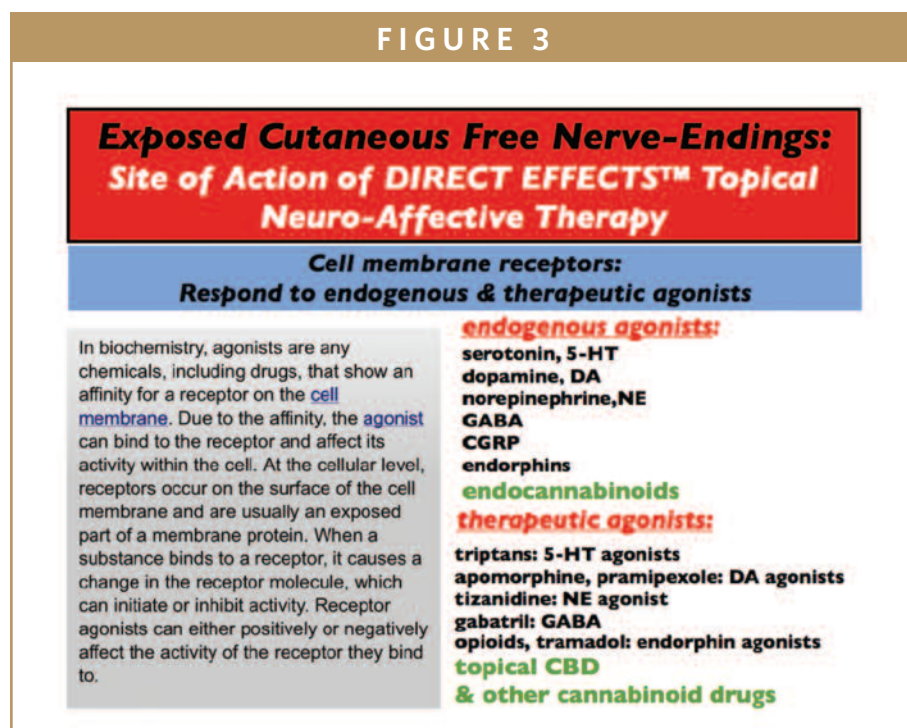 FIGURE 3
Exposed Cutaneous Free Nerve-Endings:
Site of Action of DIRECT EFFECTS™ Topical
Neuro-Affective Therapy
Cell membrane receptors:
Respond to endogenous & therapeutic agonists
In biochemistry, agonists are any
chemicals, including drugs, that show an
affinity for a receptor on the cell
membrane. Due to the affinity, the agonist
can bind to the receptor and affect its
activity within the cell. At the cellular level,
receptors occur on the surface of the cell
membrane and are usually an exposed
part of a membrane protein. When a
substance binds to a receptor, it causes a
change in the receptor molecule, which
can initiate or inhibit activity. Receptor
agonists can either positively or negatively
affect the activity of the receptor they bind
to.
endogenous agonists:
serotonin, 5-HT
dopamine, DA
norepinephrine,NE
GABA
CGRP
endorphins
endocannabinoids
therapeutic agonists:
triptans: 5-HT agonists
apomorphine, pramipexole: DA agonists
tizanidine: NE agonist
gabatril: GABA
opioids, tramadol: endorphin agonists
topical CBD
& other cannabinoid drugs